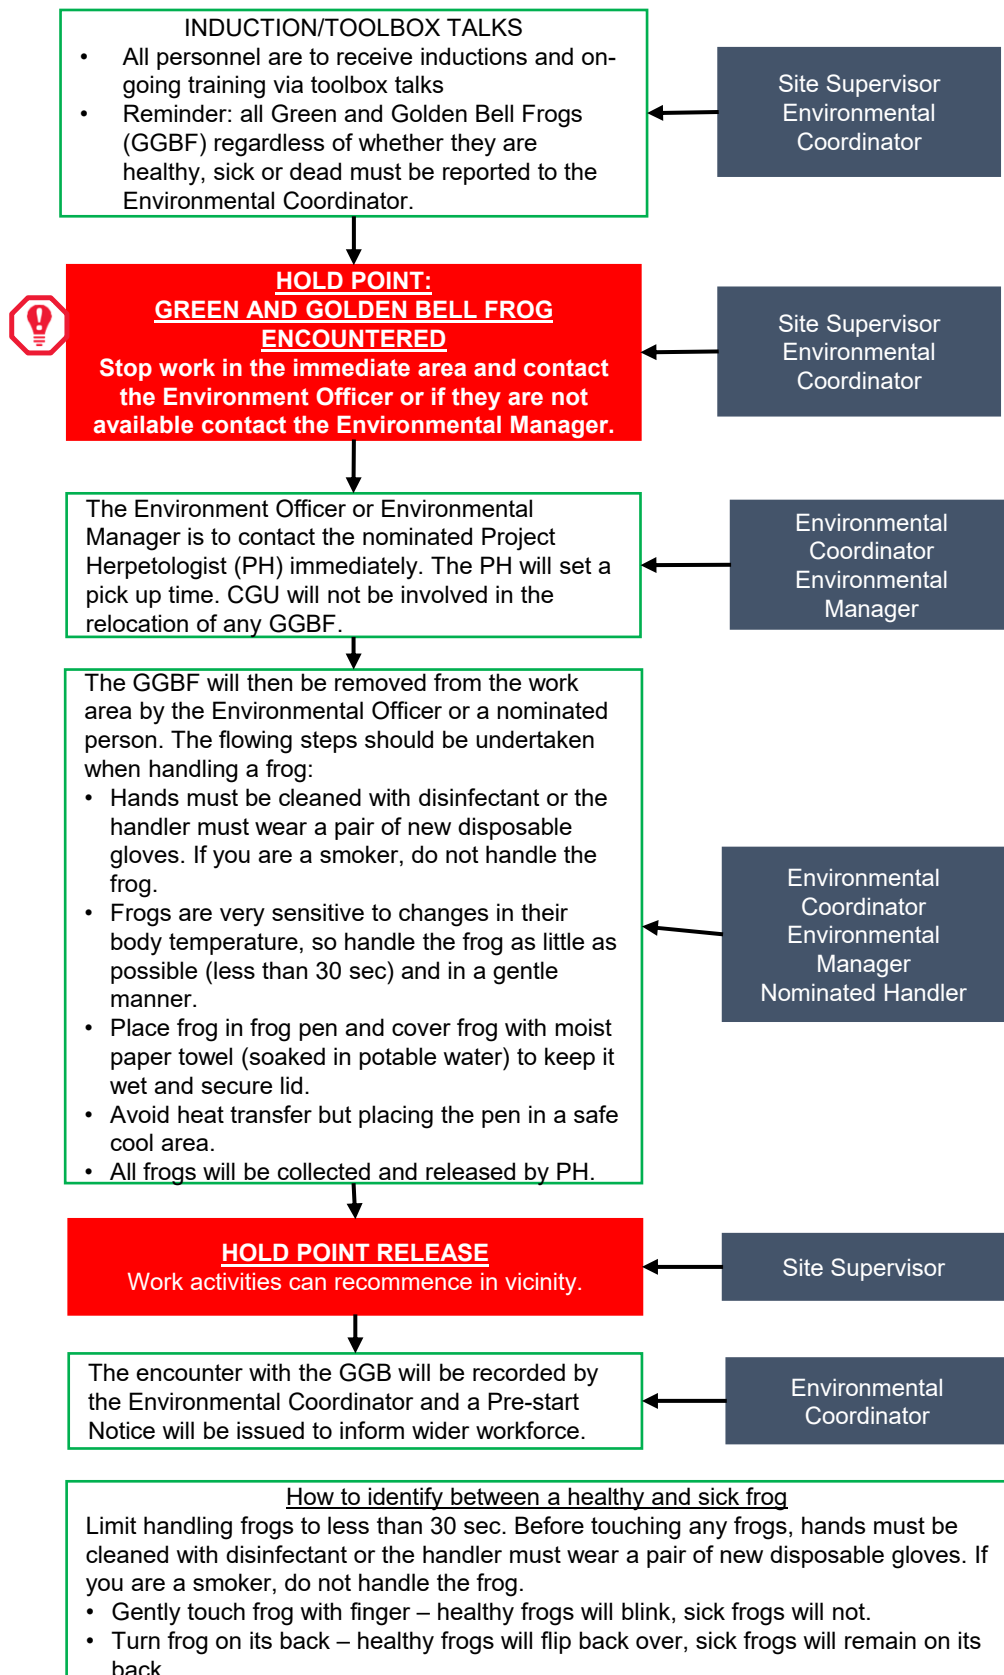 INDUCTION/TOOLBOX TALKS
• All personnel are to receive inductions and on-
going training via toolbox talks
• Reminder: all Green and Golden Bell Frogs
(GGBF) regardless of whether they are
healthy, sick or dead must be reported to the
Environmental Coordinator.
Site Supervisor
Environmental
Coordinator
HOLD POINT:
GREEN AND GOLDEN BELL FROG
ENCOUNTERED
Stop work in the immediate area and contact
the Environment Officer or if they are not
available contact the Environmental Manager.
Site Supervisor
Environmental
Coordinator
The Environment Officer or Environmental
Manager is to contact the nominated Project
Herpetologist (PH) immediately. The PH will set a
pick up time. CGU will not be involved in the
relocation of any GGBF.
Environmental
Coordinator
Environmental
Manager
The GGBF will then be removed from the work
area by the Environmental Officer or a nominated
person. The flowing steps should be undertaken
when handling a frog:
• Hands must be cleaned with disinfectant or the
handler must wear a pair of new disposable
gloves. If you are a smoker, do not handle the
frog.
• Frogs are very sensitive to changes in their
body temperature, so handle the frog as little as
possible (less than 30 sec) and in a gentle
manner.
• Place frog in frog pen and cover frog with moist
paper towel (soaked in potable water) to keep it
wet and secure lid.
• Avoid heat transfer but placing the pen in a safe
cool area.
• All frogs will be collected and released by PH.
Environmental
Coordinator
Environmental
Manager
Nominated Handler
HOLD POINT RELEASE
Work activities can recommence in vicinity.
Site Supervisor
The encounter with the GGB will be recorded by
the Environmental Coordinator and a Pre-start
Notice will be issued to inform wider workforce.
Environmental
Coordinator
How to identify between a healthy and sick frog
Limit handling frogs to less than 30 sec. Before touching any frogs, hands must be
cleaned with disinfectant or the handler must wear a pair of new disposable gloves. If
you are a smoker, do not handle the frog.
• Gently touch frog with finger – healthy frogs will blink, sick frogs will not.
• Turn frog on its back – healthy frogs will flip back over, sick frogs will remain on its
back